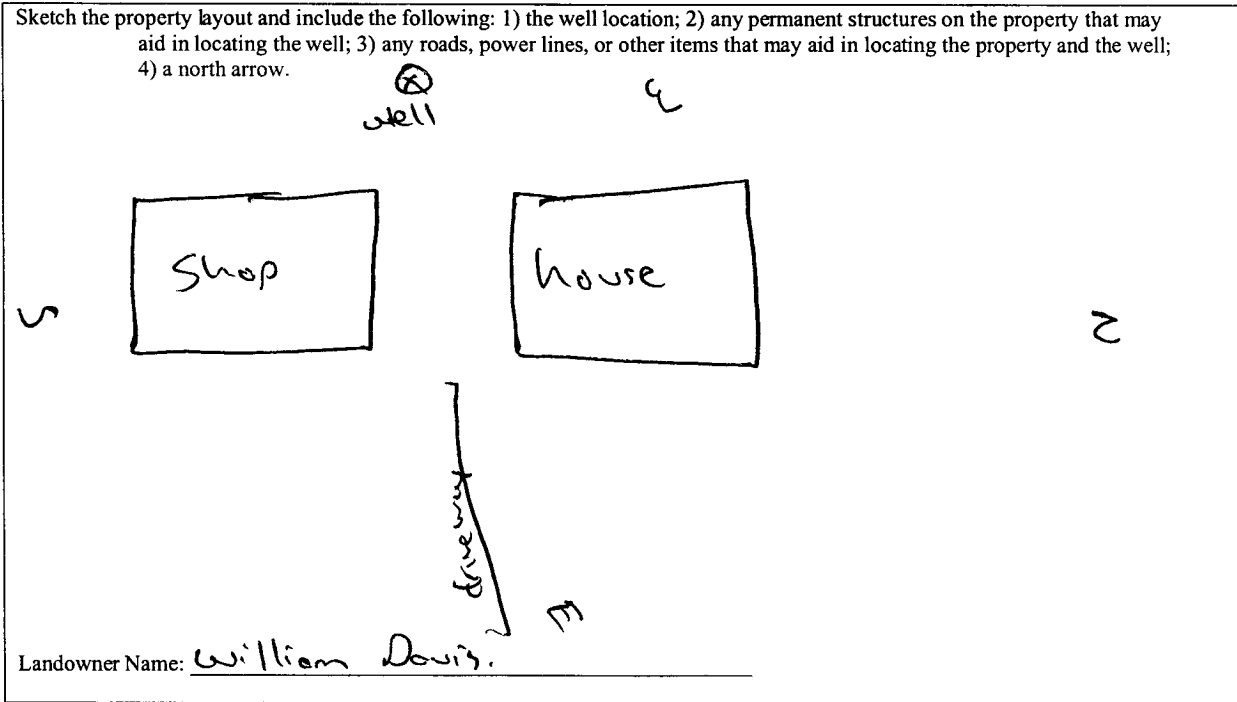 Sketch the property layout and include the following: 1) the well location; 2) any permanent structures on the property that may
aid in locating the well; 3) any roads, power lines, or other items that may aid in locating the property and the well;
4) a north arrow.
X
well
W
Shop
house
S
N
driveway
E
Landowner Name: William Davis.